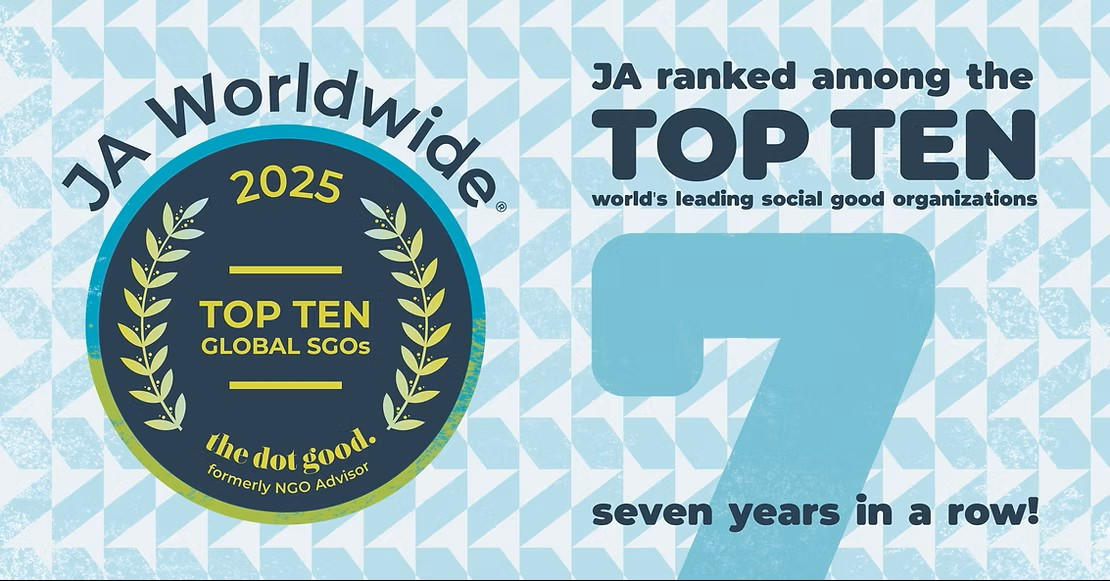 JA Worldwide®
2025
TOP TEN
GLOBAL SGOs
the dot good.
formerly NGO Advisor
JA ranked among the
TOP TEN
world's leading social good organizations
7
seven years in a row!